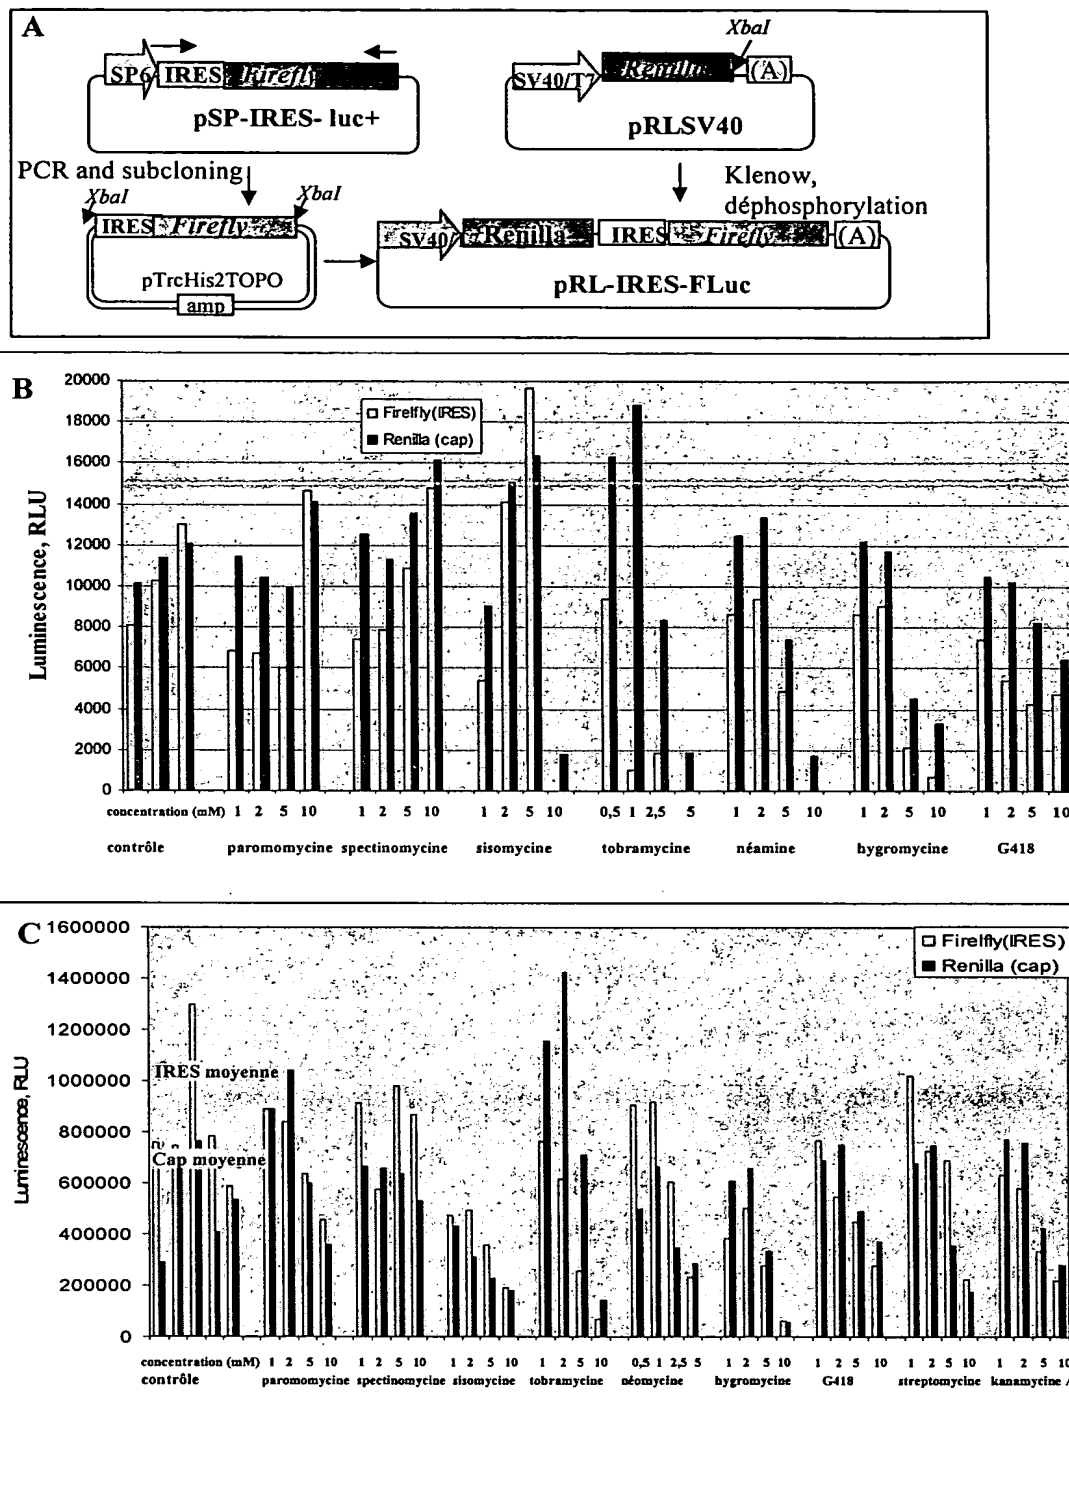 A
XbaI
SP6 IRES Firefly
SV40/T7 Renilla (A)
pSP-IRES- luc+
pRLSV40
PCR and subcloning
Klenow,
déphosphorylation
XbaI
XbaI
IRES Firefly
SV40/ Renilla IRES Firefly (A)
pTrcHis2TOPO
amp
pRL-IRES-FLuc
B
Luminescence, RLU
20000
18000
16000
14000
12000
10000
8000
6000
4000
2000
0
Firelfly(IRES)
Renilla (cap)
concentration (mM) 1 2 5 10 1 2 5 10 1 2 5 10 0,5 1 2,5 5 1 2 5 10 1 2 5 10 1 2 5 10
contrôle paromomycine spectinomycine sisomycine tobramycine néamine hygromycine G418
C
Luminescence, RLU
1600000
1400000
1200000
1000000
800000
600000
400000
200000
0
Firelfly(IRES)
Renilla (cap)
IRES moyenne
Cap moyenne
concentration (mM) 1 2 5 10 1 2 5 10 1 2 5 10 1 2 5 10 0,5 1 2,5 5 1 2 5 10 1 2 5 10 1 2 5 10 1 2 5 10
contrôle paromomycine spectinomycine sisomycine tobramycine néomycine hygromycine G418 streptomycine kanamycine